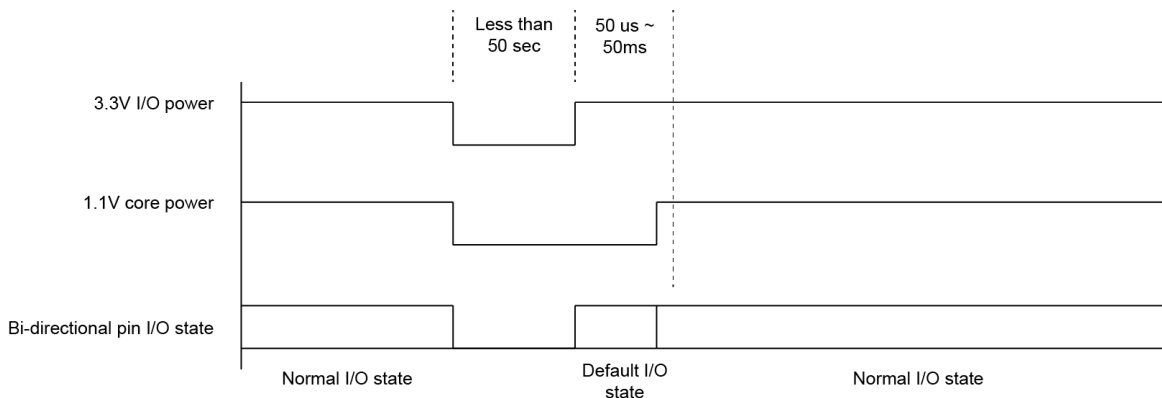 Less than
50 sec
50 us ~
50ms
3.3V I/O power
1.1V core power
Bi-directional pin I/O state
Normal I/O state
Default I/O
state
Normal I/O state